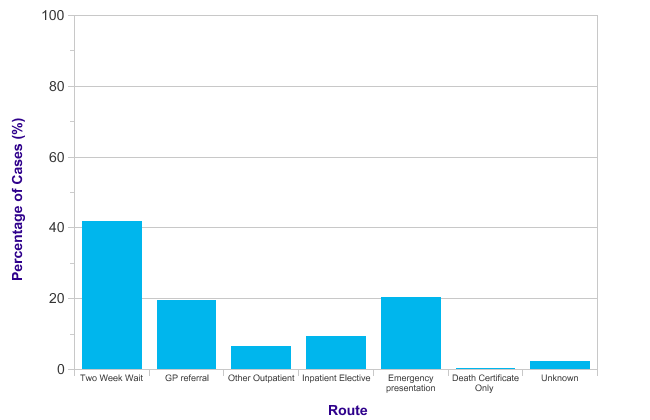 100
80
60
40
20
0
Percentage of Cases (%)
Two Week Wait
GP referral
Other Outpatient
Inpatient Elective
Emergency
presentation
Death Certificate
Only
Unknown
Route